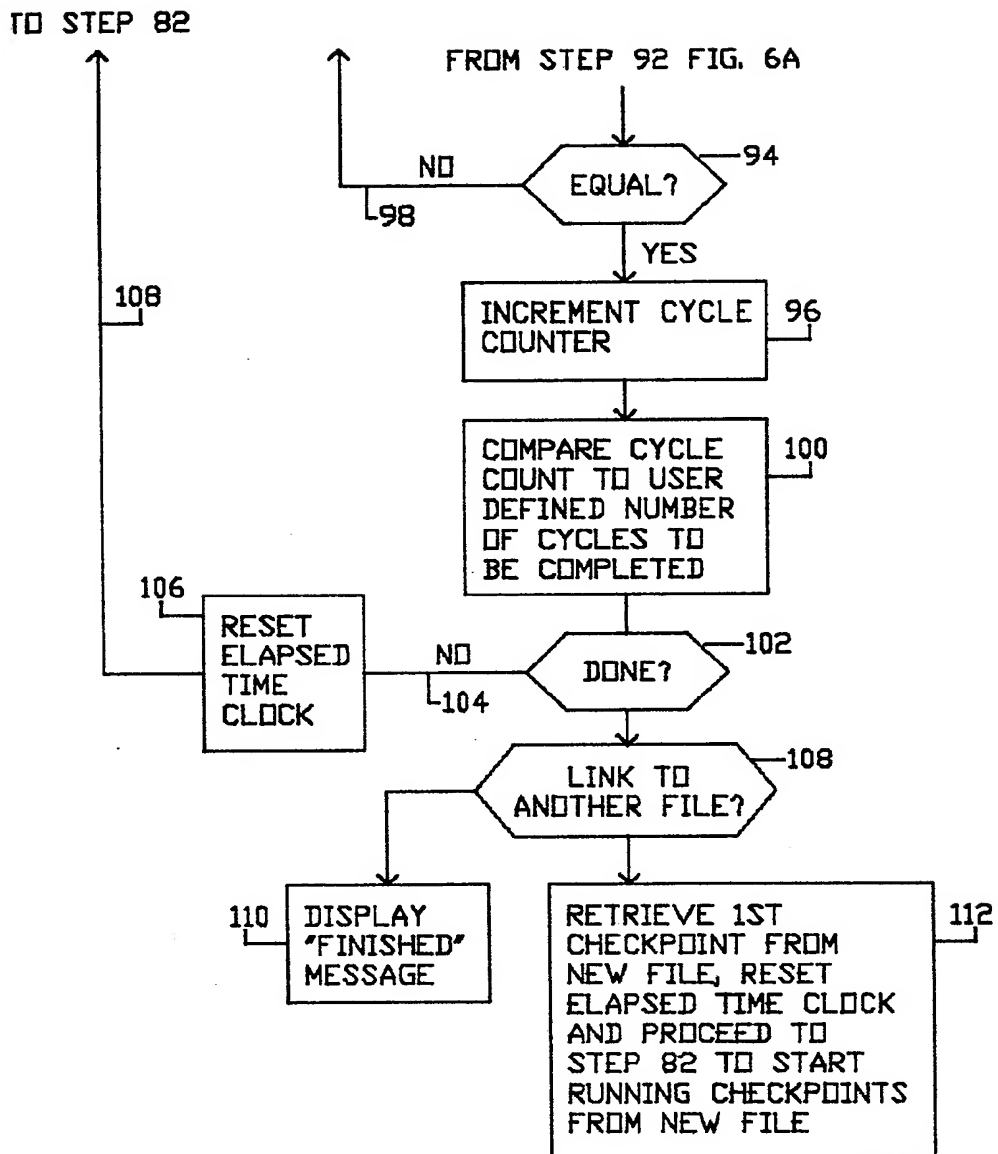 TO STEP 82
FROM STEP 92 FIG. 6A
94
NO
EQUAL?
98
YES
108
INCREMENT CYCLE
COUNTER
96
COMPARE CYCLE
COUNT TO USER
DEFINED NUMBER
OF CYCLES TO
BE COMPLETED
100
106
RESET
ELAPSED
TIME
CLOCK
NO
104
DONE?
102
LINK TO
ANOTHER FILE?
108
110
DISPLAY
"FINISHED"
MESSAGE
RETRIEVE 1ST
CHECKPOINT FROM
NEW FILE, RESET
ELAPSED TIME CLOCK
AND PROCEED TO
STEP 82 TO START
RUNNING CHECKPOINTS
FROM NEW FILE
112